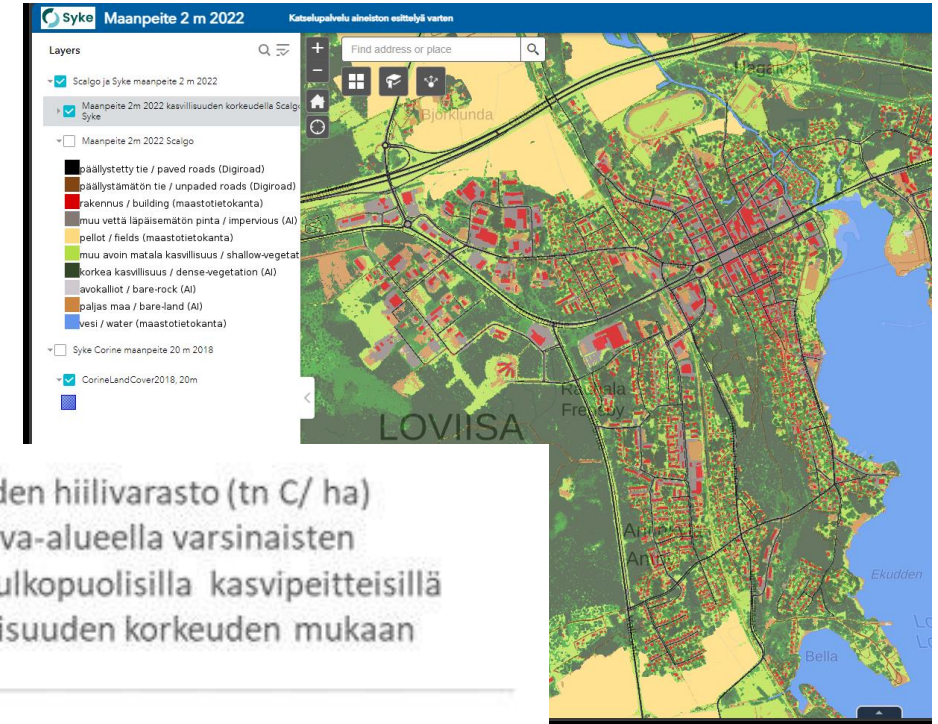 Syke Maanpeite 2 m 2022 Katselupalvelu aineiston esittelyä varten
Layers
Find address or place
Scalgo ja Syke maanpeite 2 m 2022
Maanpeite 2m 2022 kasvillisuuden korkeudella Scalgo
Syke
Maanpeite 2m 2022 Scalgo
päällystetty tie / paved roads (Digiroad)
päällystämätön tie / unpaded roads (Digiroad)
rakennus / building (maastotietokanta)
muu vettä läpäisemätön pinta / impervious (AI)
pellot / fields (maastotietokanta)
muu avoin matala kasvillisuus / shallow-vegetat
korkea kasvillisuus / dense-vegetation (AI)
avokalliot / bare-rock (AI)
paljas maa / bare-land (AI)
vesi / water (maastotietokanta)
Syke Corine maanpeite 20 m 2018
CorineLandCover2018, 20m
Björklunda
LOVIISA
Ekudden
Bella
den hiilivarasto (tn C/ ha)
va-alueella varsinaisten
ulkopuolisilla kasvipeitteisillä
isuuden korkeuden mukaan